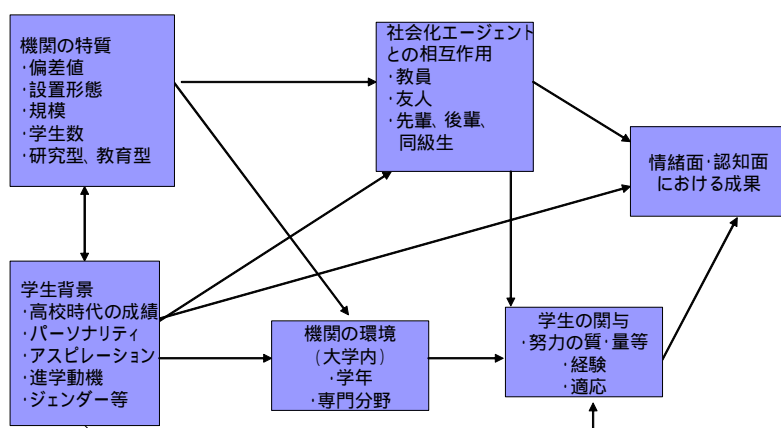 機関の特質
·偏差値
·設置形態
·規模
·学生数
·研究型、教育型
社会化エージェント
との相互作用
·教員
·友人
·先輩、後輩、
同級生
情緒面·認知面
における成果
学生背景
·高校時代の成績
·パーソナリティ
·アスピレーション
·進学動機
·ジェンダー等
機関の環境
(大学内)
·学年
·専門分野
学生の関与
·努力の質·量等
·経験
·適応